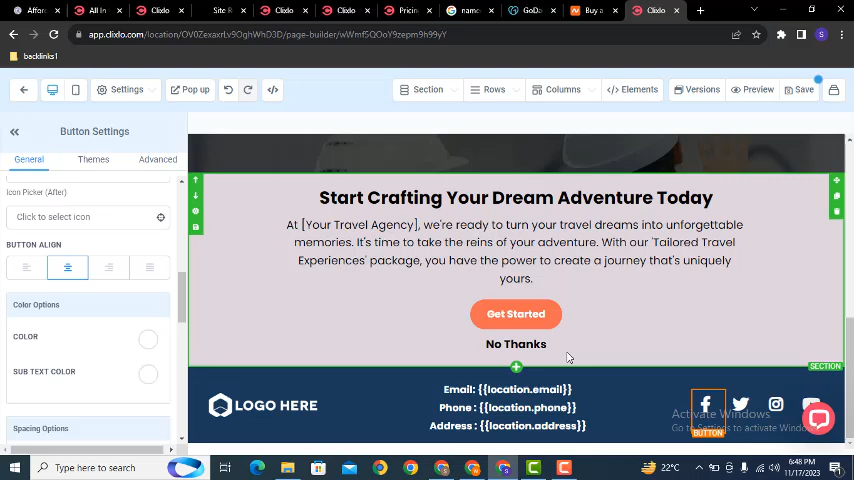 Afford
All In
Clixlo
Site R
Clixlo
Clixlo
Pricin
name
GoDa
Buy a
Clixlo
app.clixlo.com/location/OV0ZexaxrLv9OghWhD3D/page-builder/vwMf5QOoY9zepm9h99yY
backlinks1
Settings
Pop up
Section
Rows
Columns
Elements
Versions
Preview
Save
Button Settings
General
Themes
Advanced
Icon Picker (After)
Click to select icon
BUTTON ALIGN
Color Options
COLOR
SUB TEXT COLOR
Spacing Options
Start Crafting Your Dream Adventure Today
At [Your Travel Agency], we're ready to turn your travel dreams into unforgettable
memories. It's time to take the reins of your adventure. With our 'Tailored Travel
Experiences' package, you have the power to create a journey that's uniquely
yours.
Get Started
No Thanks
SECTION
LOGO HERE
Email: {{location.email}}
Phone : {{location.phone}}
Address : {{location.address}}
BUTTON
Activate Windows
Go to Settings to activate Windows.
Type here to search
22°C
6:48 PM
11/17/2023